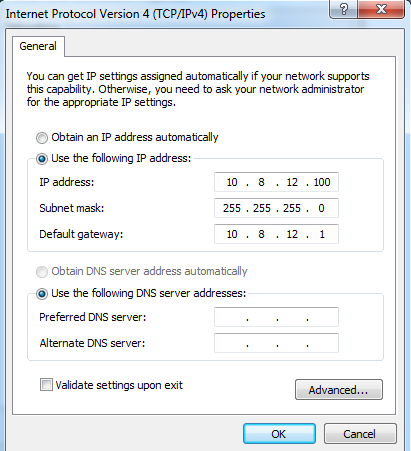 Internet Protocol Version 4 (TCP/IPv4) Properties
General
You can get IP settings assigned automatically if your network supports
this capability. Otherwise, you need to ask your network administrator
for the appropriate IP settings.
Obtain an IP address automatically
Use the following IP address:
IP address: 10 . 8 . 12 . 100
Subnet mask: 255 . 255 . 255 . 0
Default gateway: 10 . 8 . 12 . 1
Obtain DNS server address automatically
Use the following DNS server addresses:
Preferred DNS server: . . .
Alternate DNS server: . . .
Validate settings upon exit
Advanced...
OK Cancel